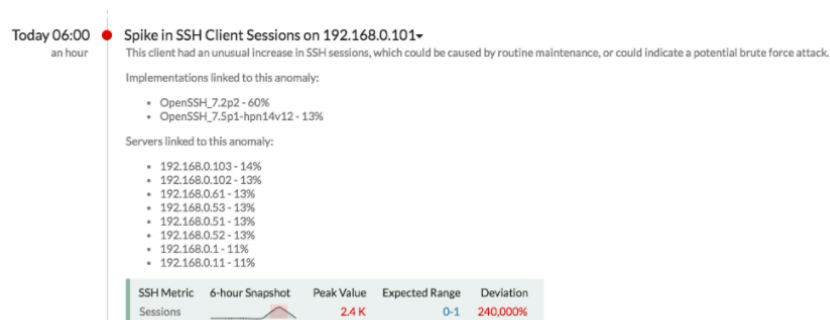 Today 06:00
an hour
Spike in SSH Client Sessions on 192.168.0.101
This client had an unusual increase in SSH sessions, which could be caused by routine maintenance, or could indicate a potential brute force attack.
Implementations linked to this anomaly:
• OpenSSH_7.2p2 - 60%
• OpenSSH_7.5p1-hpn14v12 - 13%
Servers linked to this anomaly:
• 192.168.0.103 - 14%
• 192.168.0.102 - 13%
• 192.168.0.61 - 13%
• 192.168.0.53 - 13%
• 192.168.0.51 - 13%
• 192.168.0.52 - 13%
• 192.168.0.1 - 11%
• 192.168.0.11 - 11%
SSH Metric 6-hour Snapshot Peak Value Expected Range Deviation
Sessions 2.4 K 0-1 240,000%